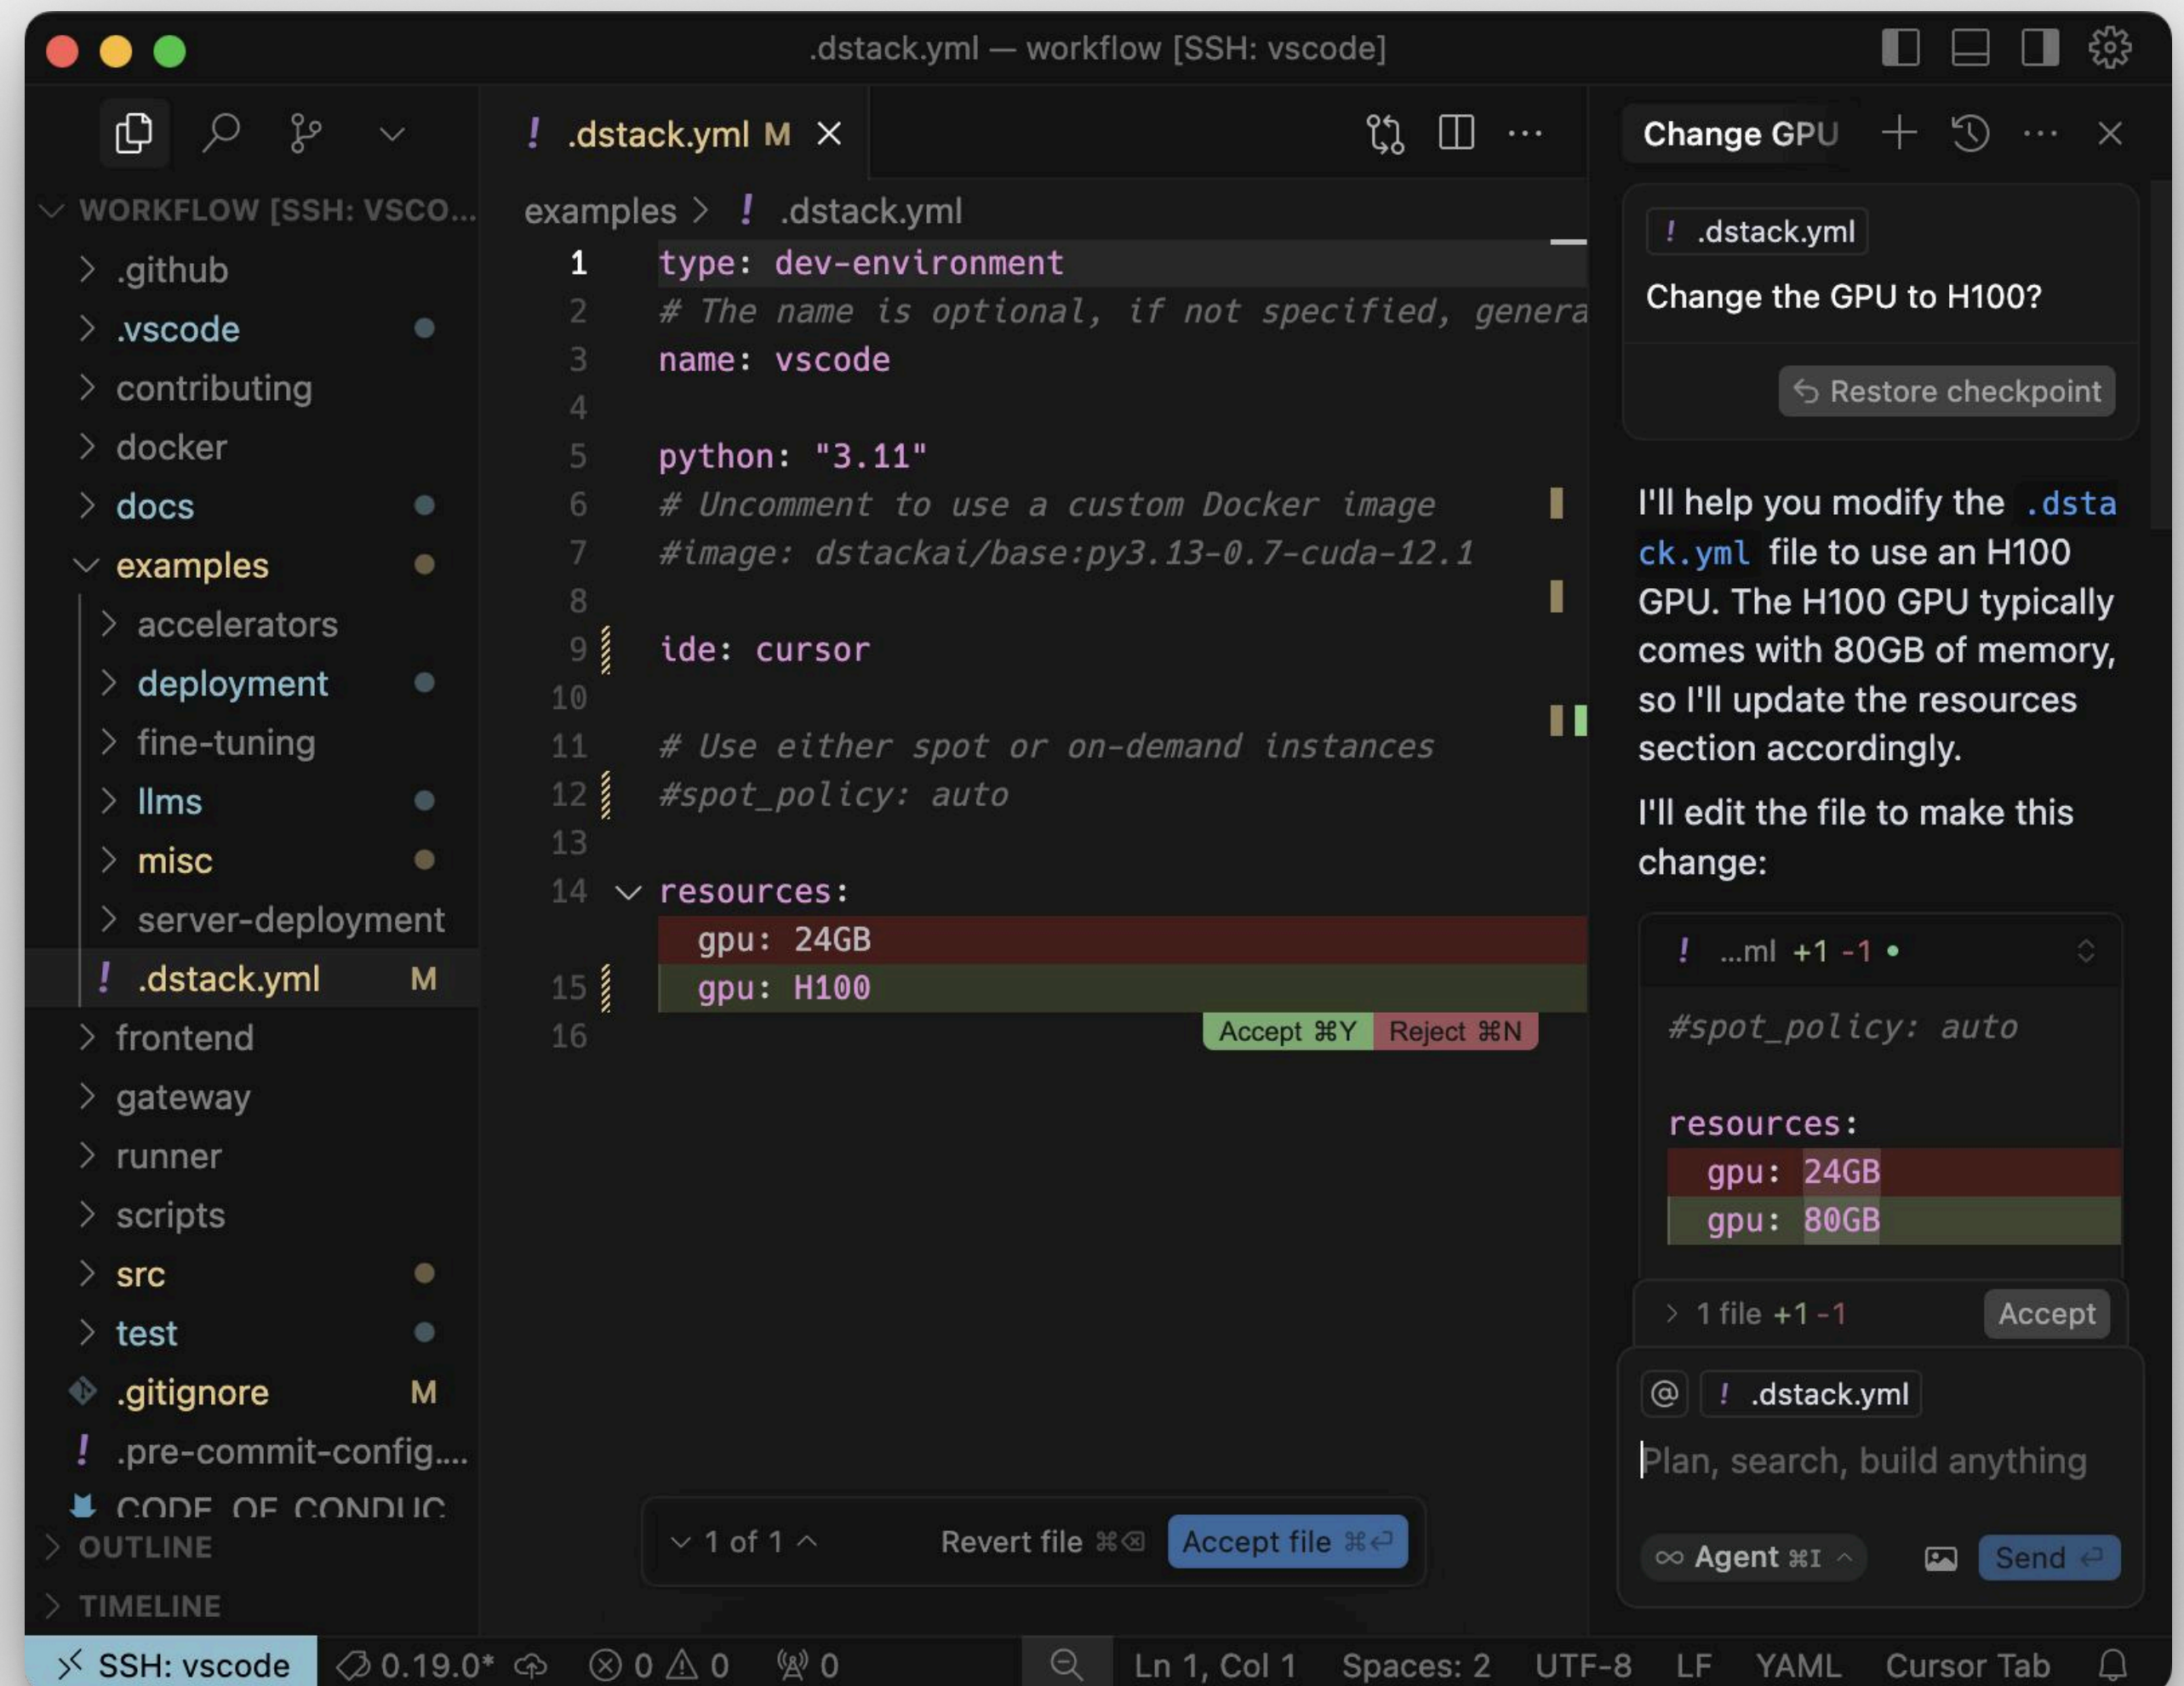 .dstack.yml — workflow [SSH: vscode]
WORKFLOW [SSH: VSCO...
.github
.vscode
contributing
docker
docs
examples
accelerators
deployment
fine-tuning
llms
misc
server-deployment
! .dstack.yml M
frontend
gateway
runner
scripts
src
test
.gitignore M
! .pre-commit-config....
CODE_OF_CONDUC
OUTLINE
TIMELINE
! .dstack.yml M
examples > ! .dstack.yml
1 type: dev-environment
2 # The name is optional, if not specified, genera
3 name: vscode
4
5 python: "3.11"
6 # Uncomment to use a custom Docker image
7 #image: dstackai/base:py3.13-0.7-cuda-12.1
8
9 ide: cursor
10
11 # Use either spot or on-demand instances
12 #spot_policy: auto
13
14 resources:
gpu: 24GB
15 gpu: H100
16
Accept ⌘Y Reject ⌘N
1 of 1 Revert file ⌘⌫ Accept file ⌘⏎
Change GPU
! .dstack.yml
Change the GPU to H100?
Restore checkpoint
I'll help you modify the .dsta
ck.yml file to use an H100
GPU. The H100 GPU typically
comes with 80GB of memory,
so I'll update the resources
section accordingly.
I'll edit the file to make this
change:
! ...ml +1 -1 •
#spot_policy: auto
resources:
gpu: 24GB
gpu: 80GB
1 file +1 -1 Accept
@ ! .dstack.yml
Plan, search, build anything
∞ Agent ⌘I Send ⏎
SSH: vscode 0.19.0* 0 0 0 Ln 1, Col 1 Spaces: 2 UTF-8 LF YAML Cursor Tab